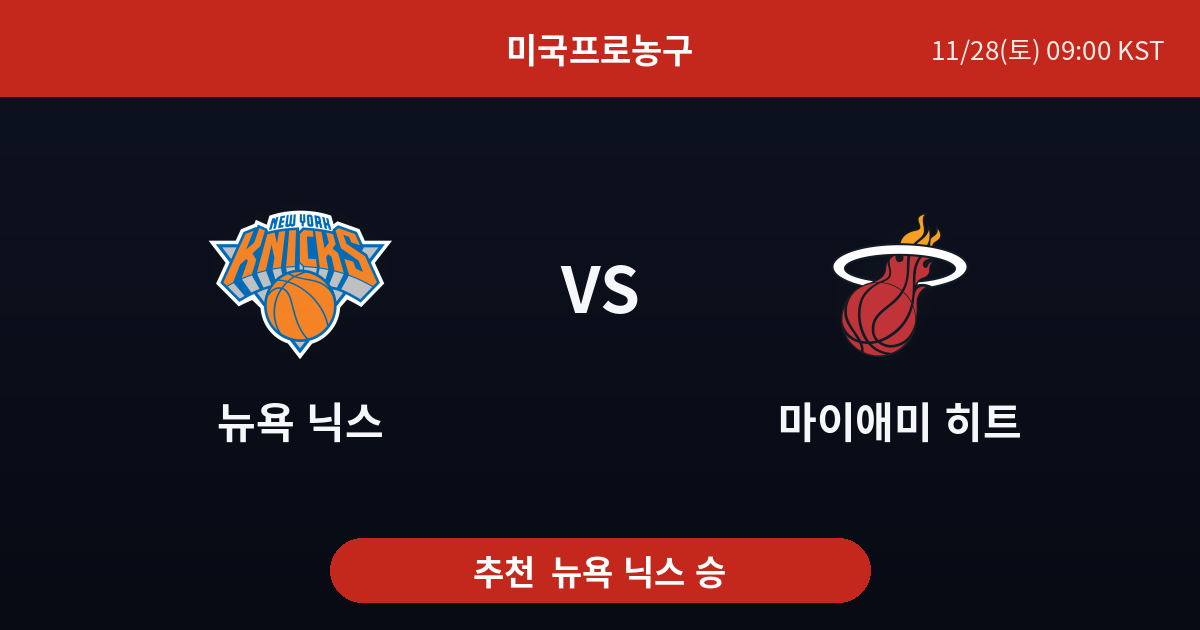 미국프로농구
11/28(토) 09:00 KST
NEW YORK
KNICKS
VS
뉴욕 닉스
마이애미 히트
추천 뉴욕 닉스 승